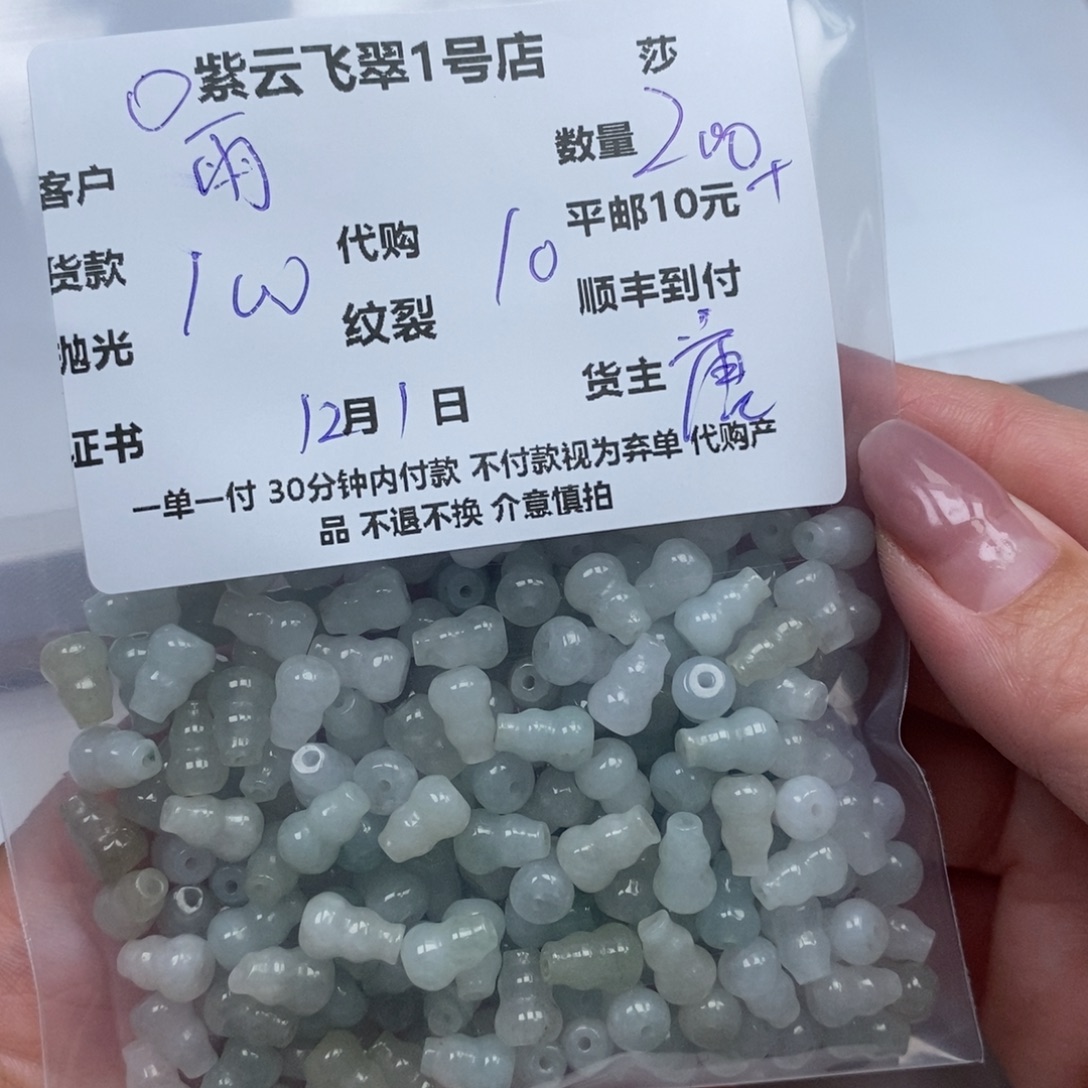 紫云飞翠1号店 莎
客户 雨 数量 200+
平邮10元
货款 100 代购 10
顺丰到付
抛光 纹裂
货主
证书 12月1日
一单一付 30分钟内付款 不付款视为弃单 代购产
品 不退不换 介意慎拍